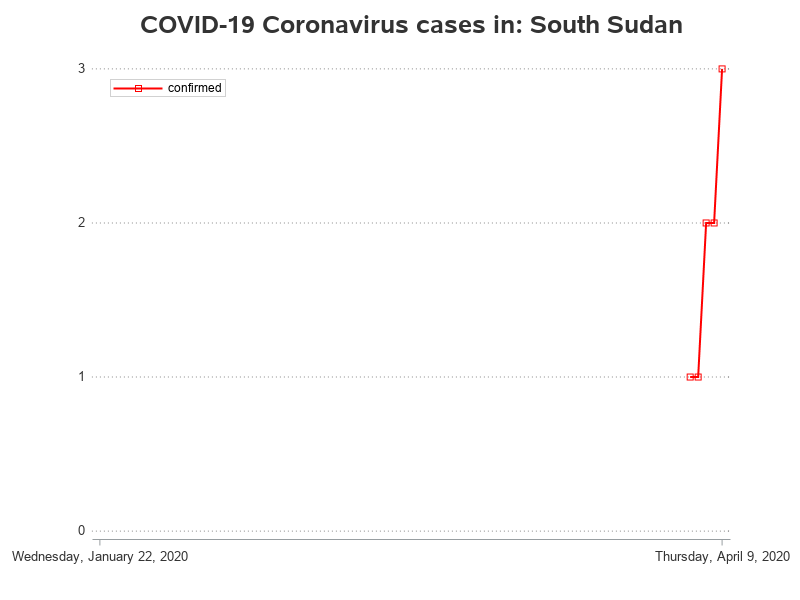 COVID-19 Coronavirus cases in: South Sudan
3
confirmed
2
1
0
Wednesday, January 22, 2020
Thursday, April 9, 2020